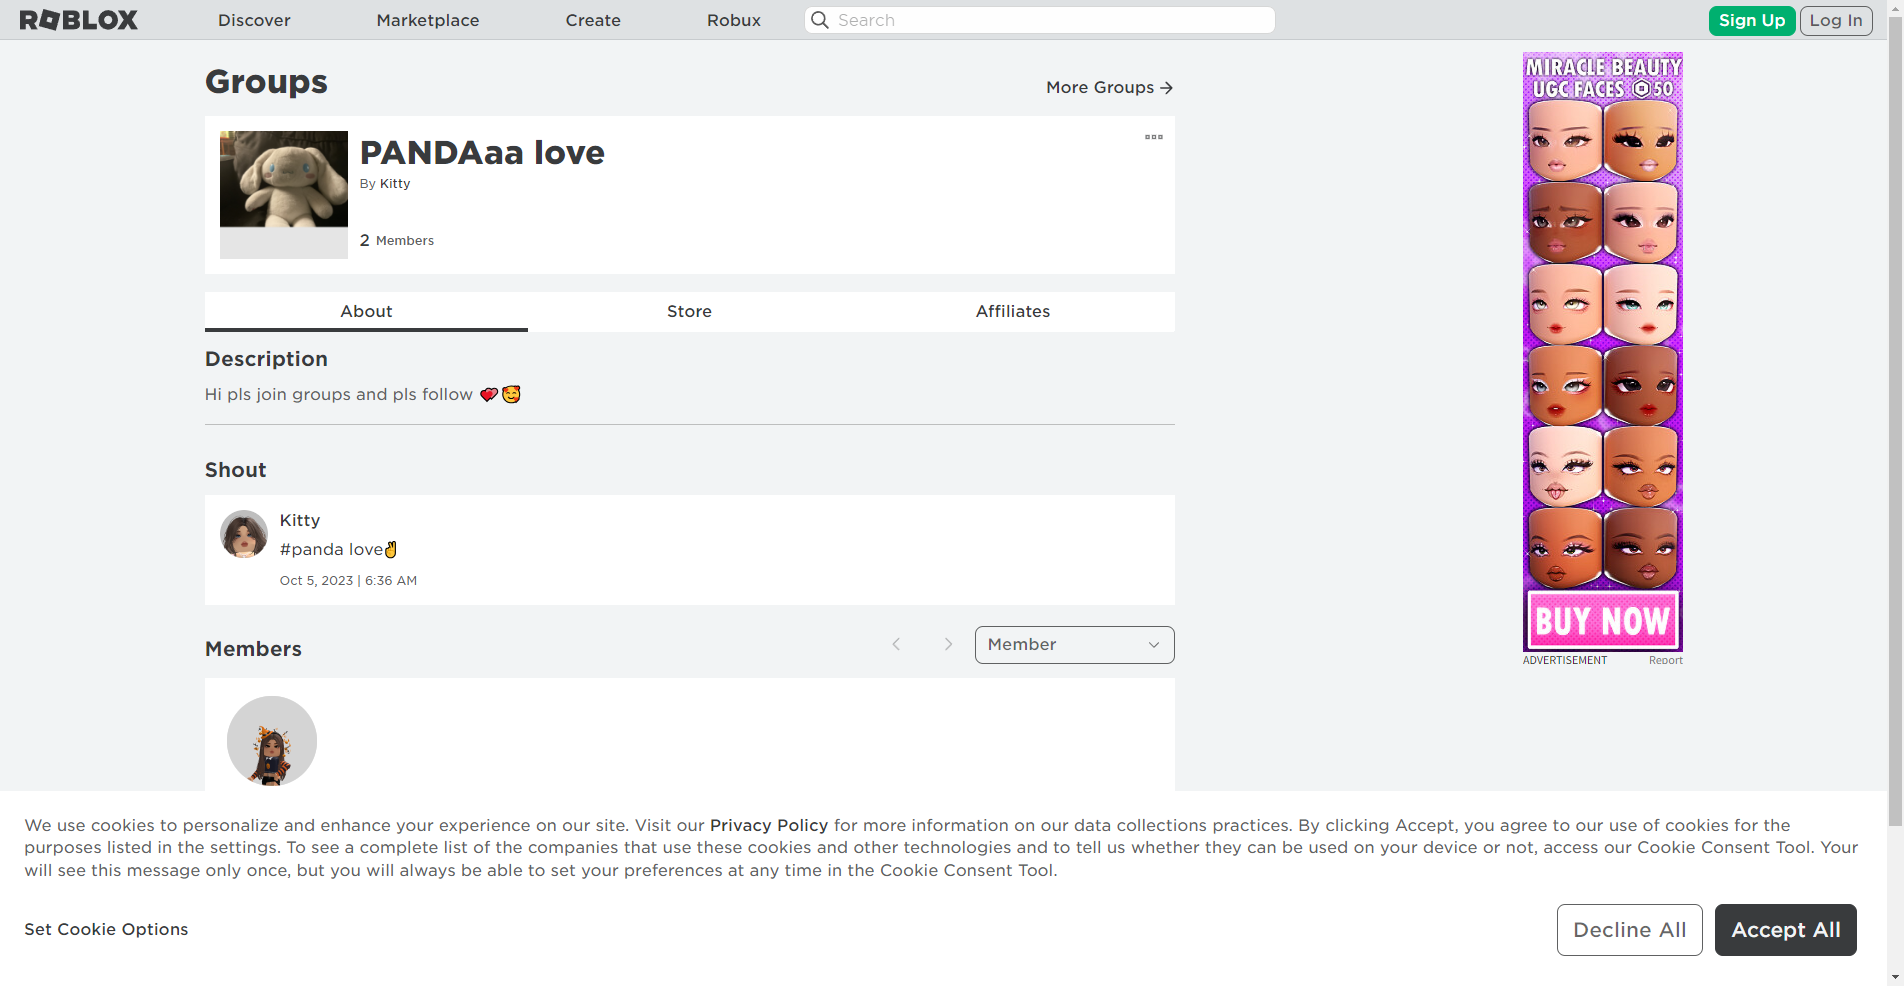 ROBLOX Discover Marketplace Create Robux Search Sign Up Log In
Groups
More Groups
PANDAaa love
By Kitty
2 Members
About Store Affiliates
Description
Hi pls join groups and pls follow 💘🥰
Shout
Kitty
#panda love✌
Oct 5, 2023 | 6:36 AM
Members
Member
MIRACLE BEAUTY
UGC FACES 50
BUY NOW
ADVERTISEMENT Report
We use cookies to personalize and enhance your experience on our site. Visit our Privacy Policy for more information on our data collections practices. By clicking Accept, you agree to our use of cookies for the
purposes listed in the settings. To see a complete list of the companies that use these cookies and other technologies and to tell us whether they can be used on your device or not, access our Cookie Consent Tool. Your
will see this message only once, but you will always be able to set your preferences at any time in the Cookie Consent Tool.
Set Cookie Options
Decline All
Accept All